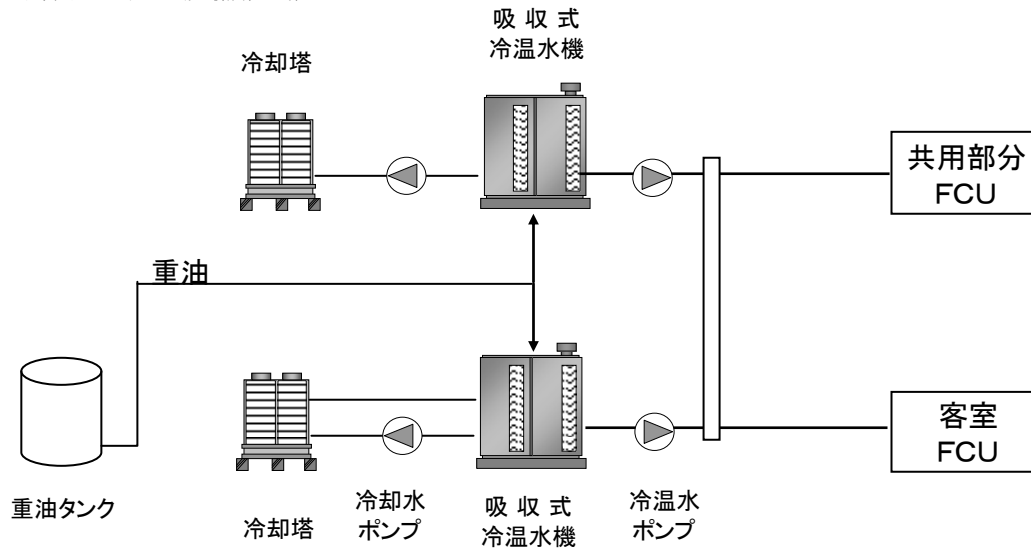 吸収式
冷温水機
冷却塔
共用部分
FCU
重油
客室
FCU
重油タンク
冷却塔
冷却水
ポンプ
吸収式
冷温水機
冷温水
ポンプ